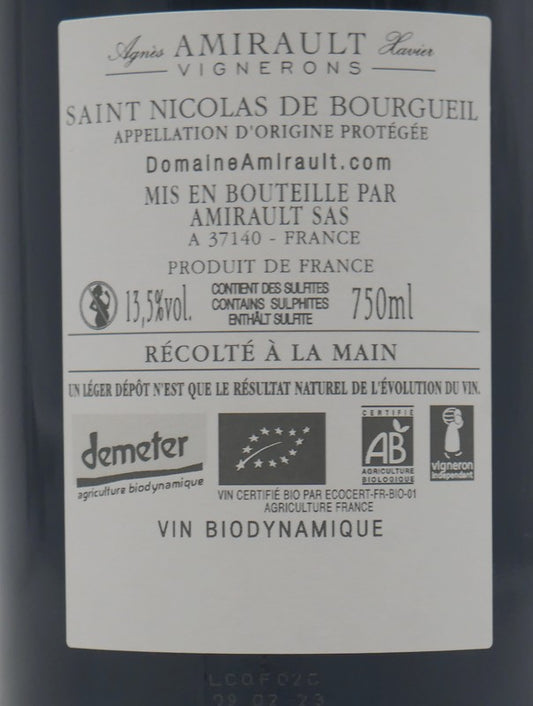 Agnès AMIRAULT Xavier
VIGNERONS
SAINT NICOLAS DE BOURGUEIL
APPELLATION D'ORIGINE PROTÉGÉE
DomaineAmirault.com
MIS EN BOUTEILLE PAR
AMIRAULT SAS
A 37140 - FRANCE
PRODUIT DE FRANCE
13,5%vol.
CONTIENT DES SULFITES
CONTAINS SULPHITES
ENTHÄLT SULFITE
750ml
RÉCOLTÉ À LA MAIN
UN LÉGER DÉPÔT N'EST QUE LE RÉSULTAT NATUREL DE L'ÉVOLUTION DU VIN.
demeter
agriculture biodynamique
CERTIFIÉ
AB
AGRICULTURE
BIOLOGIQUE
vigneron
indépendant
VIN CERTIFIÉ BIO PAR ECOCERT-FR-BIO-01
AGRICULTURE FRANCE
VIN BIODYNAMIQUE